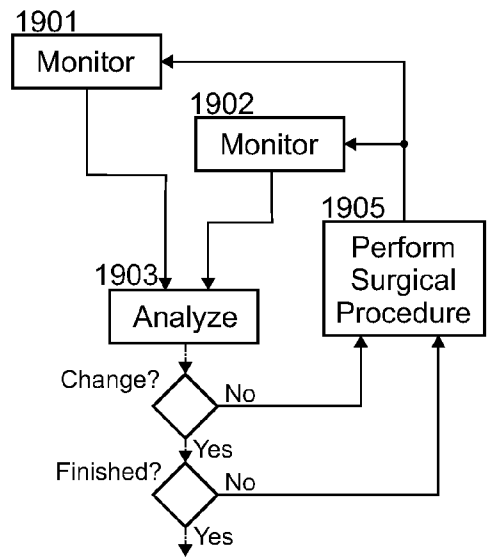 1901
Monitor
1902
Monitor
1905
Perform
Surgical
Procedure
1903
Analyze
Change?
No
Yes
Finished?
No
Yes